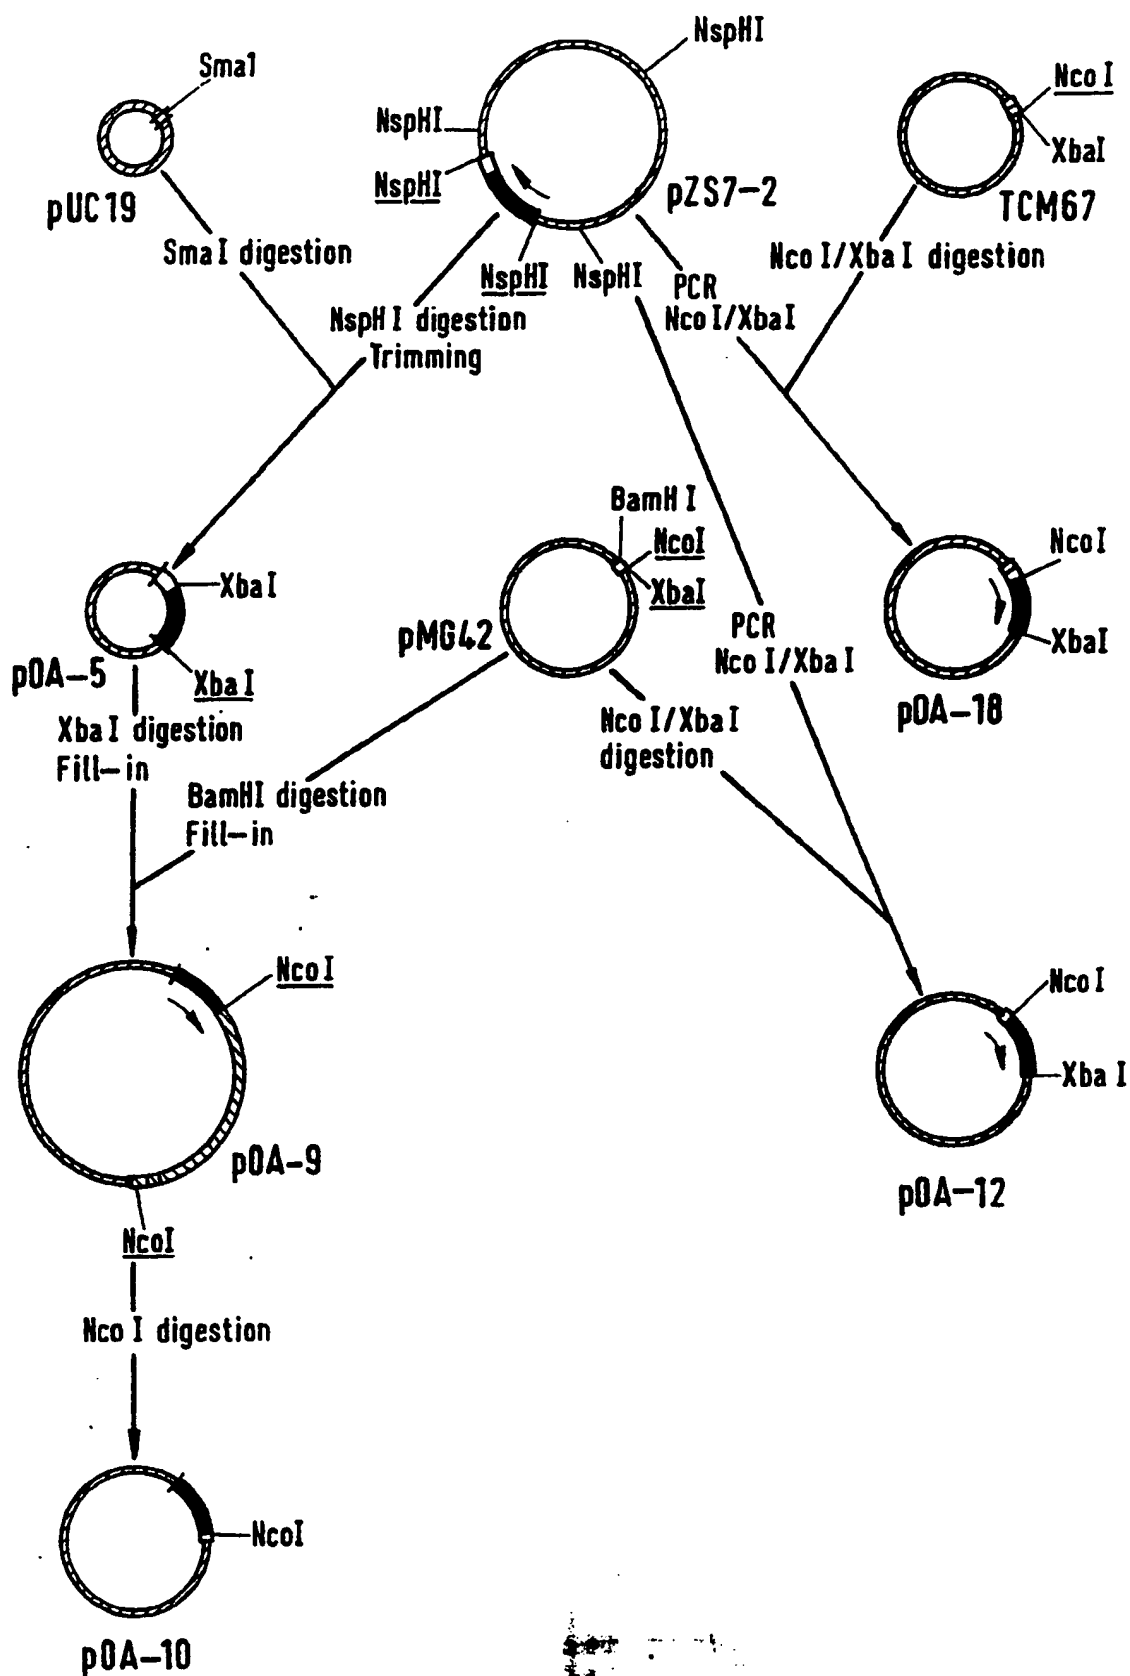 Sma1
pUC19
SmaI digestion
NspHI
NspHI
NspHI
NspHI
NspHI
pZS7-2
NspHI digestion
Trimming
PCR
NcoI/XbaI
NcoI
XbaI
TCM67
NcoI/XbaI digestion
XbaI
XbaI
pOA-5
XbaI digestion
Fill-in
BamHI
NcoI
XbaI
pMG42
BamHI digestion
Fill-in
NcoI/XbaI
digestion
PCR
NcoI/XbaI
NcoI
XbaI
pOA-18
NcoI
pOA-9
NcoI
NcoI digestion
NcoI
XbaI
pOA-12
NcoI
pOA-10